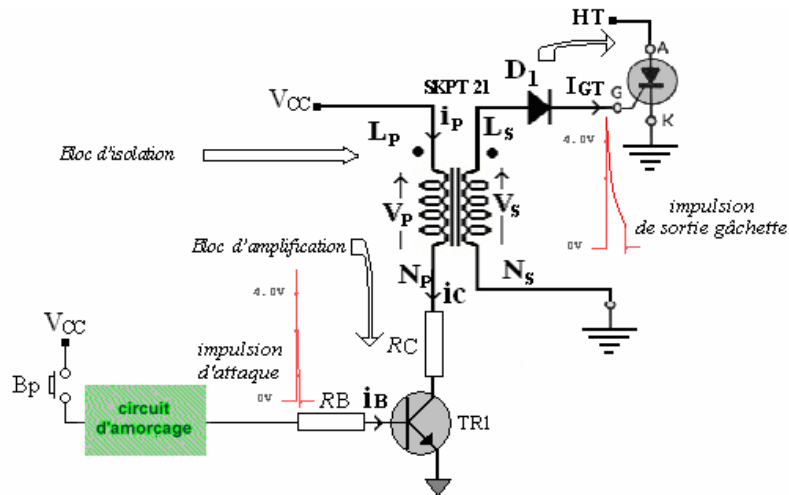 HT
A
D1
SKPT 21
IGT
G
K
VCC
iP
LP
LS
4.0V
Bloc d'isolation
VP
VS
impulsion
de sortie gâchette
0V
Bloc d'amplification
NP
NS
iC
4.0V
VCC
RC
impulsion
d'attaque
Bp
0V
RB
iB
TR1
circuit
d'amorçage